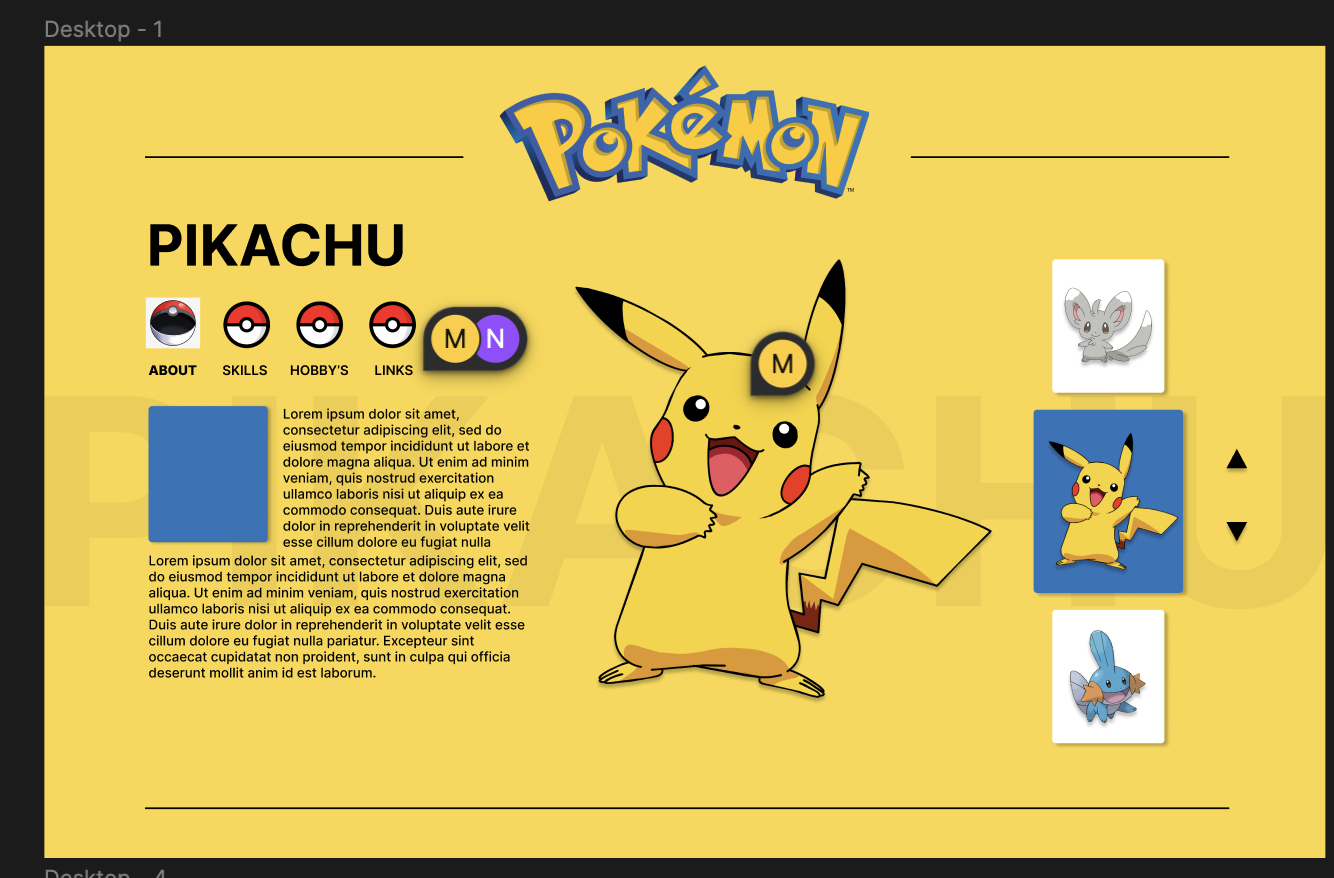 Desktop - 1
POKéMON
TM
PIKACHU
ABOUT SKILLS HOBBY'S LINKS
M N
M
PIKACHU
Lorem ipsum dolor sit amet,
consectetur adipiscing elit, sed do
eiusmod tempor incididunt ut labore et
dolore magna aliqua. Ut enim ad minim
veniam, quis nostrud exercitation
ullamco laboris nisi ut aliquip ex ea
commodo consequat. Duis aute irure
dolor in reprehenderit in voluptate velit
esse cillum dolore eu fugiat nulla
Lorem ipsum dolor sit amet, consectetur adipiscing elit, sed
do eiusmod tempor incididunt ut labore et dolore magna
aliqua. Ut enim ad minim veniam, quis nostrud exercitation
ullamco laboris nisi ut aliquip ex ea commodo consequat.
Duis aute irure dolor in reprehenderit in voluptate velit esse
cillum dolore eu fugiat nulla pariatur. Excepteur sint
occaecat cupidatat non proident, sunt in culpa qui officia
deserunt mollit anim id est laborum.
Desktop - 4